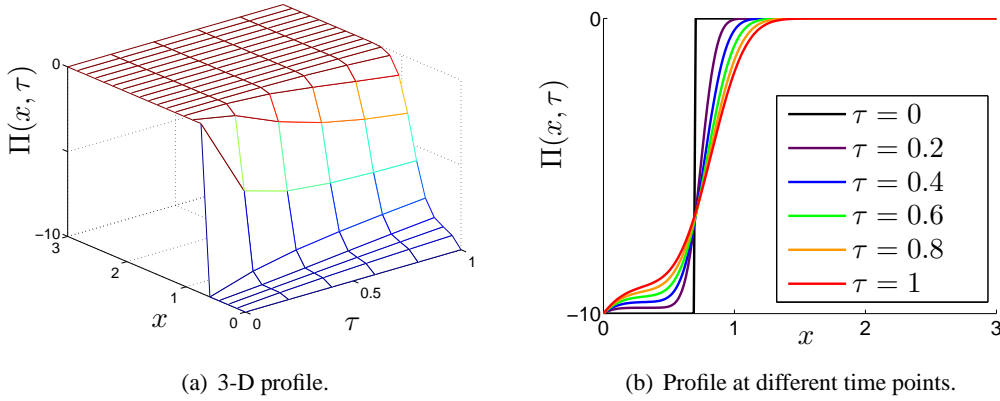 Π(x, τ)
0
−10
3
2
1
0
x
0
0.5
1
τ
(a) 3-D profile.
Π(x, τ)
0
−10
0
1
2
3
x
τ = 0
τ = 0.2
τ = 0.4
τ = 0.6
τ = 0.8
τ = 1
(b) Profile at different time points.